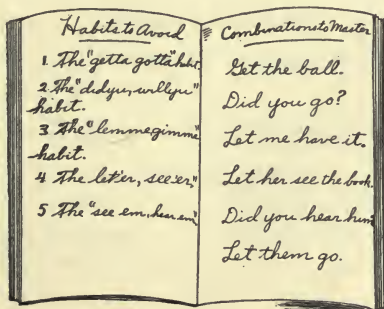 Habits to Avoid
1. The "getta gotta" habit.
2. The "didyu, willyu"
habit.
3 The "lemmegimme"
habit.
4 The let'er, see'er,"
5 The "see em, hear em"
Combinations to Master
Get the ball.
Did you go?
Let me have it.
Let her see the book.
Did you hear him
Let them go.